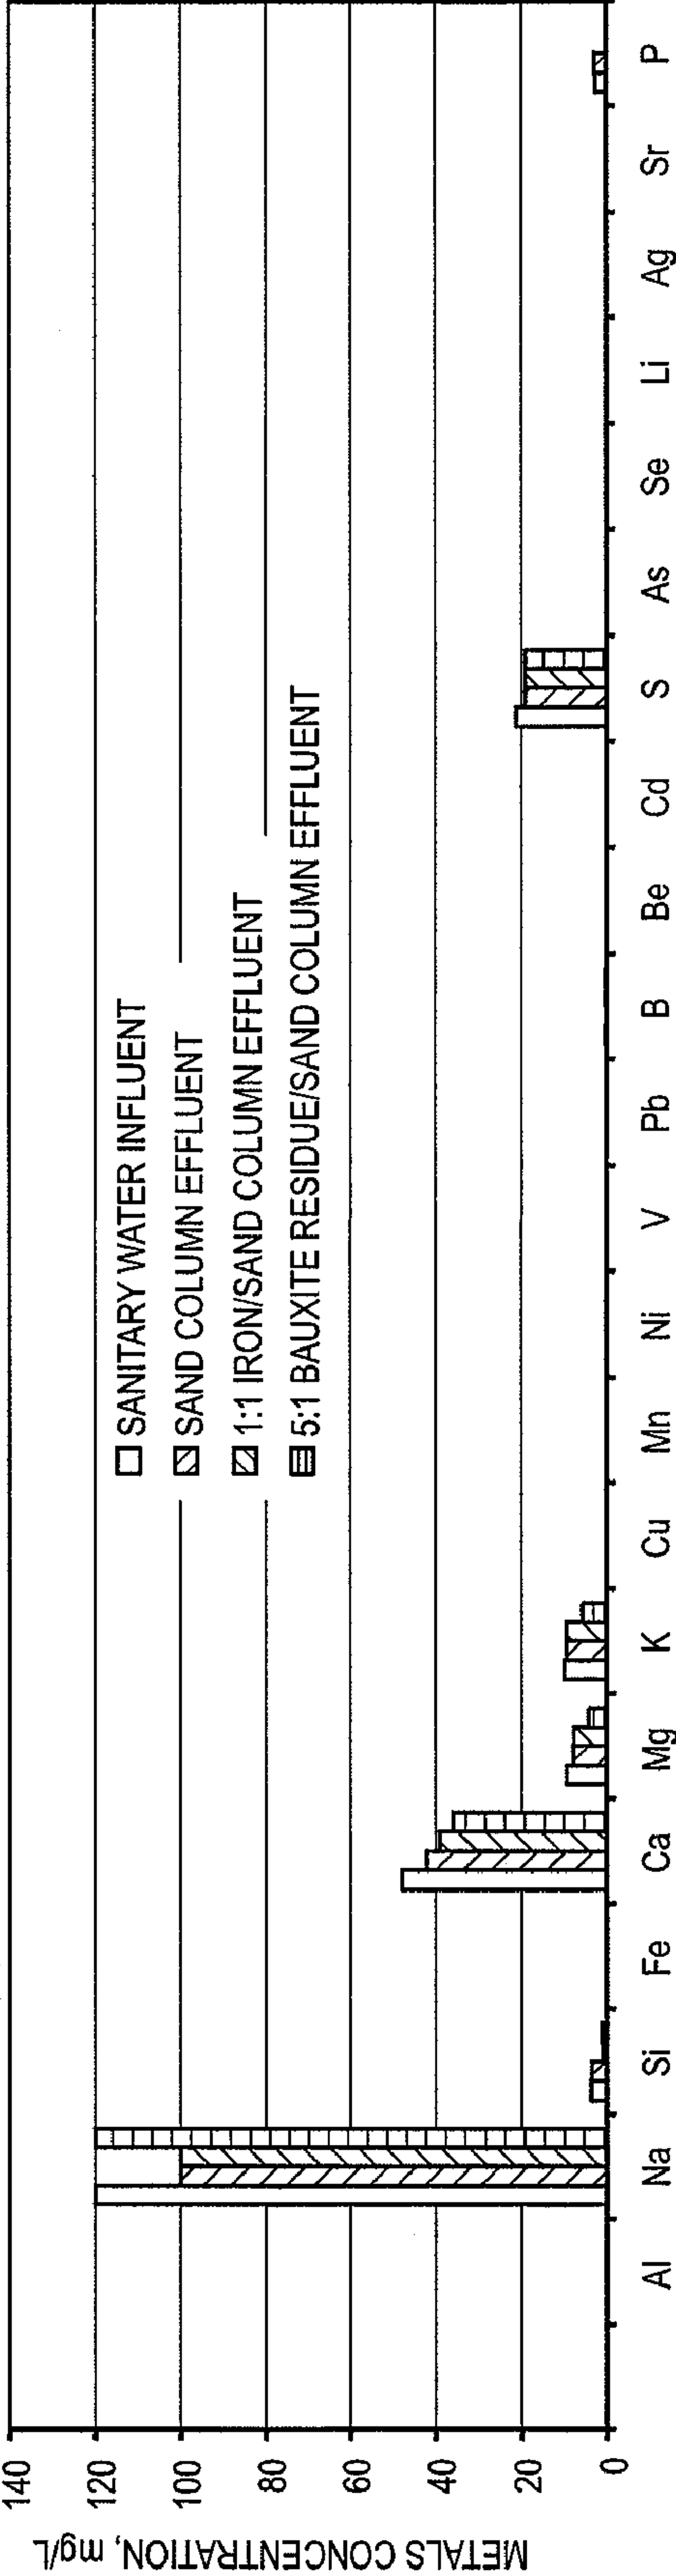 METALS CONCENTRATION, mg/L
140
120
100
80
60
40
20
0
SANITARY WATER INFLUENT
SAND COLUMN EFFLUENT
1:1 IRON/SAND COLUMN EFFLUENT
5:1 BAUXITE RESIDUE/SAND COLUMN EFFLUENT
Al Na Si Fe Ca Mg K Cu Mn Ni V Pb B Be Cd S As Se Li Ag Sr P